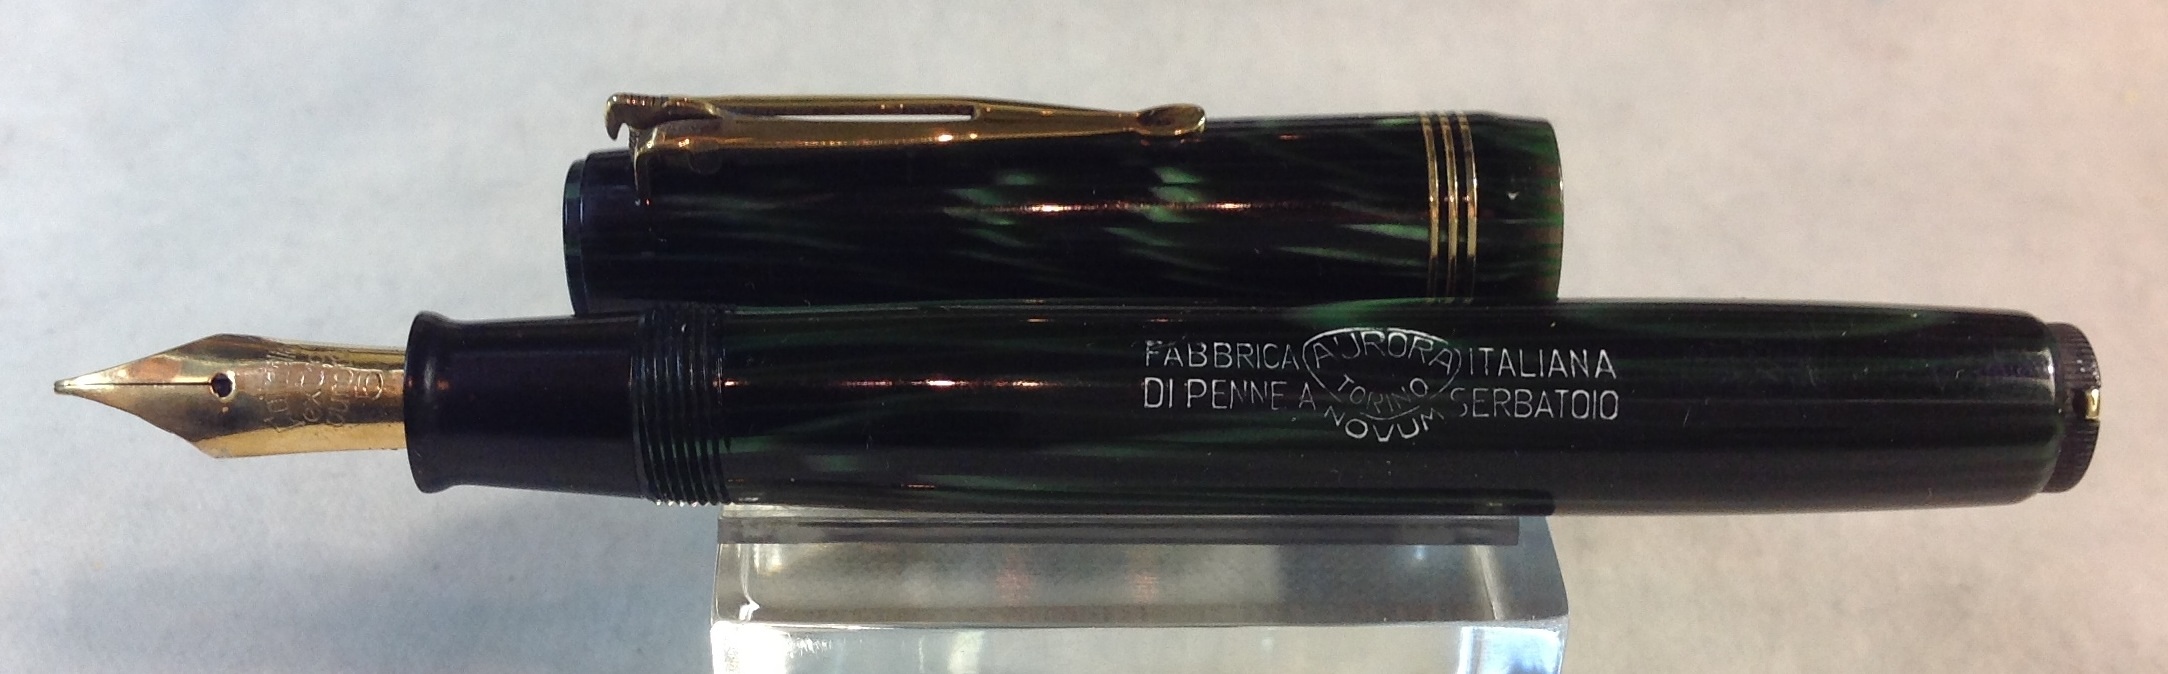 FABBRICA AURORA ITALIANA
DI PENNE A TORINO SERBATOIO
NOVUM